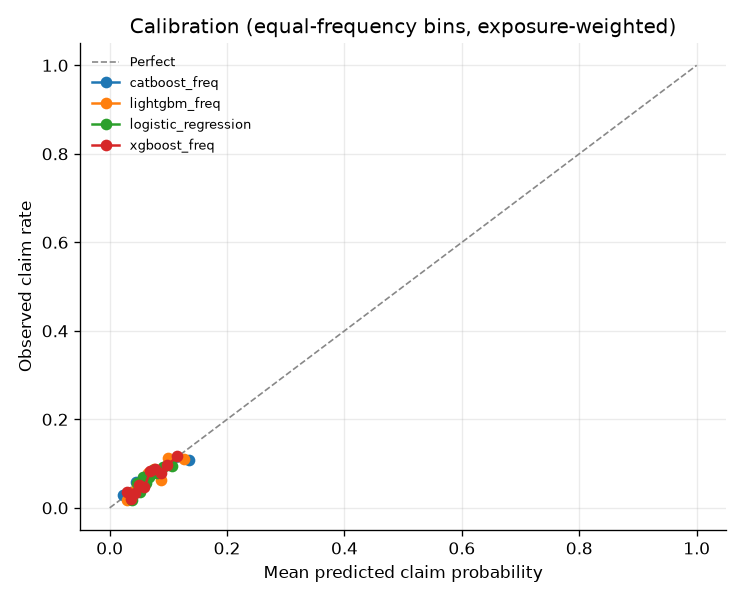 Calibration (equal-frequency bins, exposure-weighted)
Perfect
catboost_freq
lightgbm_freq
logistic_regression
xgboost_freq
Observed claim rate
1.0
0.8
0.6
0.4
0.2
0.0
0.0 0.2 0.4 0.6 0.8 1.0
Mean predicted claim probability